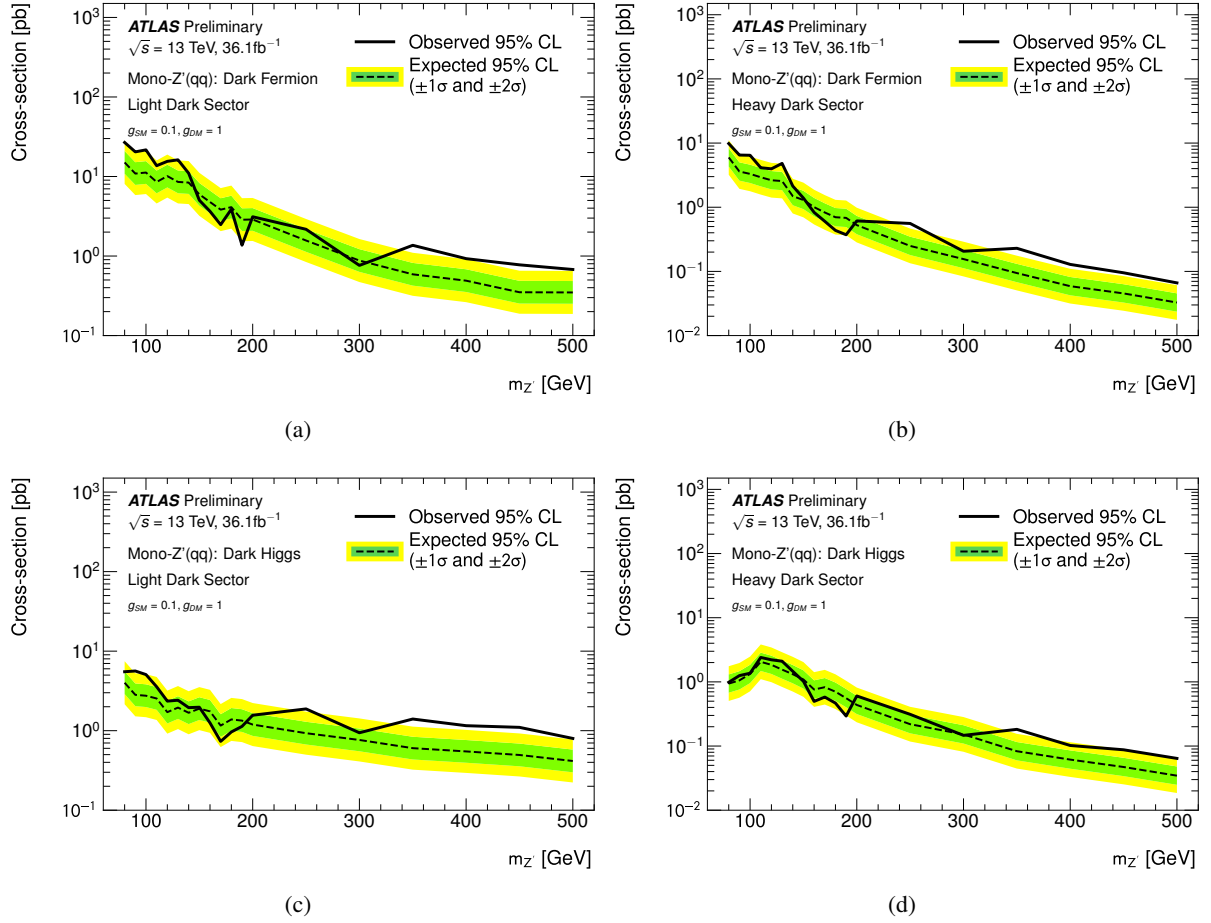 Cross-section [pb]
10³
10²
10¹
10⁰
10⁻¹
ATLAS Preliminary
√s = 13 TeV, 36.1fb⁻¹
Mono-Z'(qq): Dark Fermion
Light Dark Sector
g_SM = 0.1, g_DM = 1
Observed 95% CL
Expected 95% CL
(±1σ and ±2σ)
100 200 300 400 500
m_Z' [GeV]
(a)
Cross-section [pb]
10³
10²
10¹
10⁰
10⁻¹
10⁻²
ATLAS Preliminary
√s = 13 TeV, 36.1fb⁻¹
Mono-Z'(qq): Dark Fermion
Heavy Dark Sector
g_SM = 0.1, g_DM = 1
Observed 95% CL
Expected 95% CL
(±1σ and ±2σ)
100 200 300 400 500
m_Z' [GeV]
(b)
Cross-section [pb]
10³
10²
10¹
10⁰
10⁻¹
ATLAS Preliminary
√s = 13 TeV, 36.1fb⁻¹
Mono-Z'(qq): Dark Higgs
Light Dark Sector
g_SM = 0.1, g_DM = 1
Observed 95% CL
Expected 95% CL
(±1σ and ±2σ)
100 200 300 400 500
m_Z' [GeV]
(c)
Cross-section [pb]
10³
10²
10¹
10⁰
10⁻¹
10⁻²
ATLAS Preliminary
√s = 13 TeV, 36.1fb⁻¹
Mono-Z'(qq): Dark Higgs
Heavy Dark Sector
g_SM = 0.1, g_DM = 1
Observed 95% CL
Expected 95% CL
(±1σ and ±2σ)
100 200 300 400 500
m_Z' [GeV]
(d)